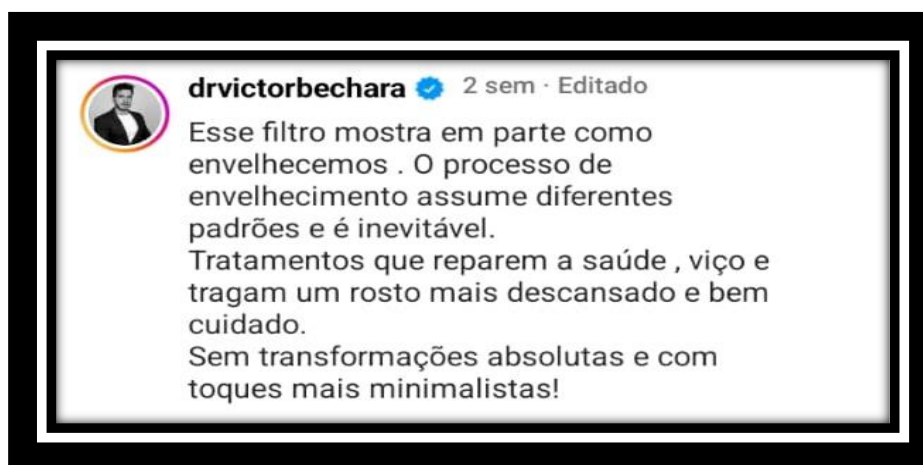 drvictorbechara 2 sem · Editado
Esse filtro mostra em parte como
envelhecemos . O processo de
envelhecimento assume diferentes
padrões e é inevitável.
Tratamentos que reparem a saúde , viço e
tragam um rosto mais descansado e bem
cuidado.
Sem transformações absolutas e com
toques mais minimalistas!